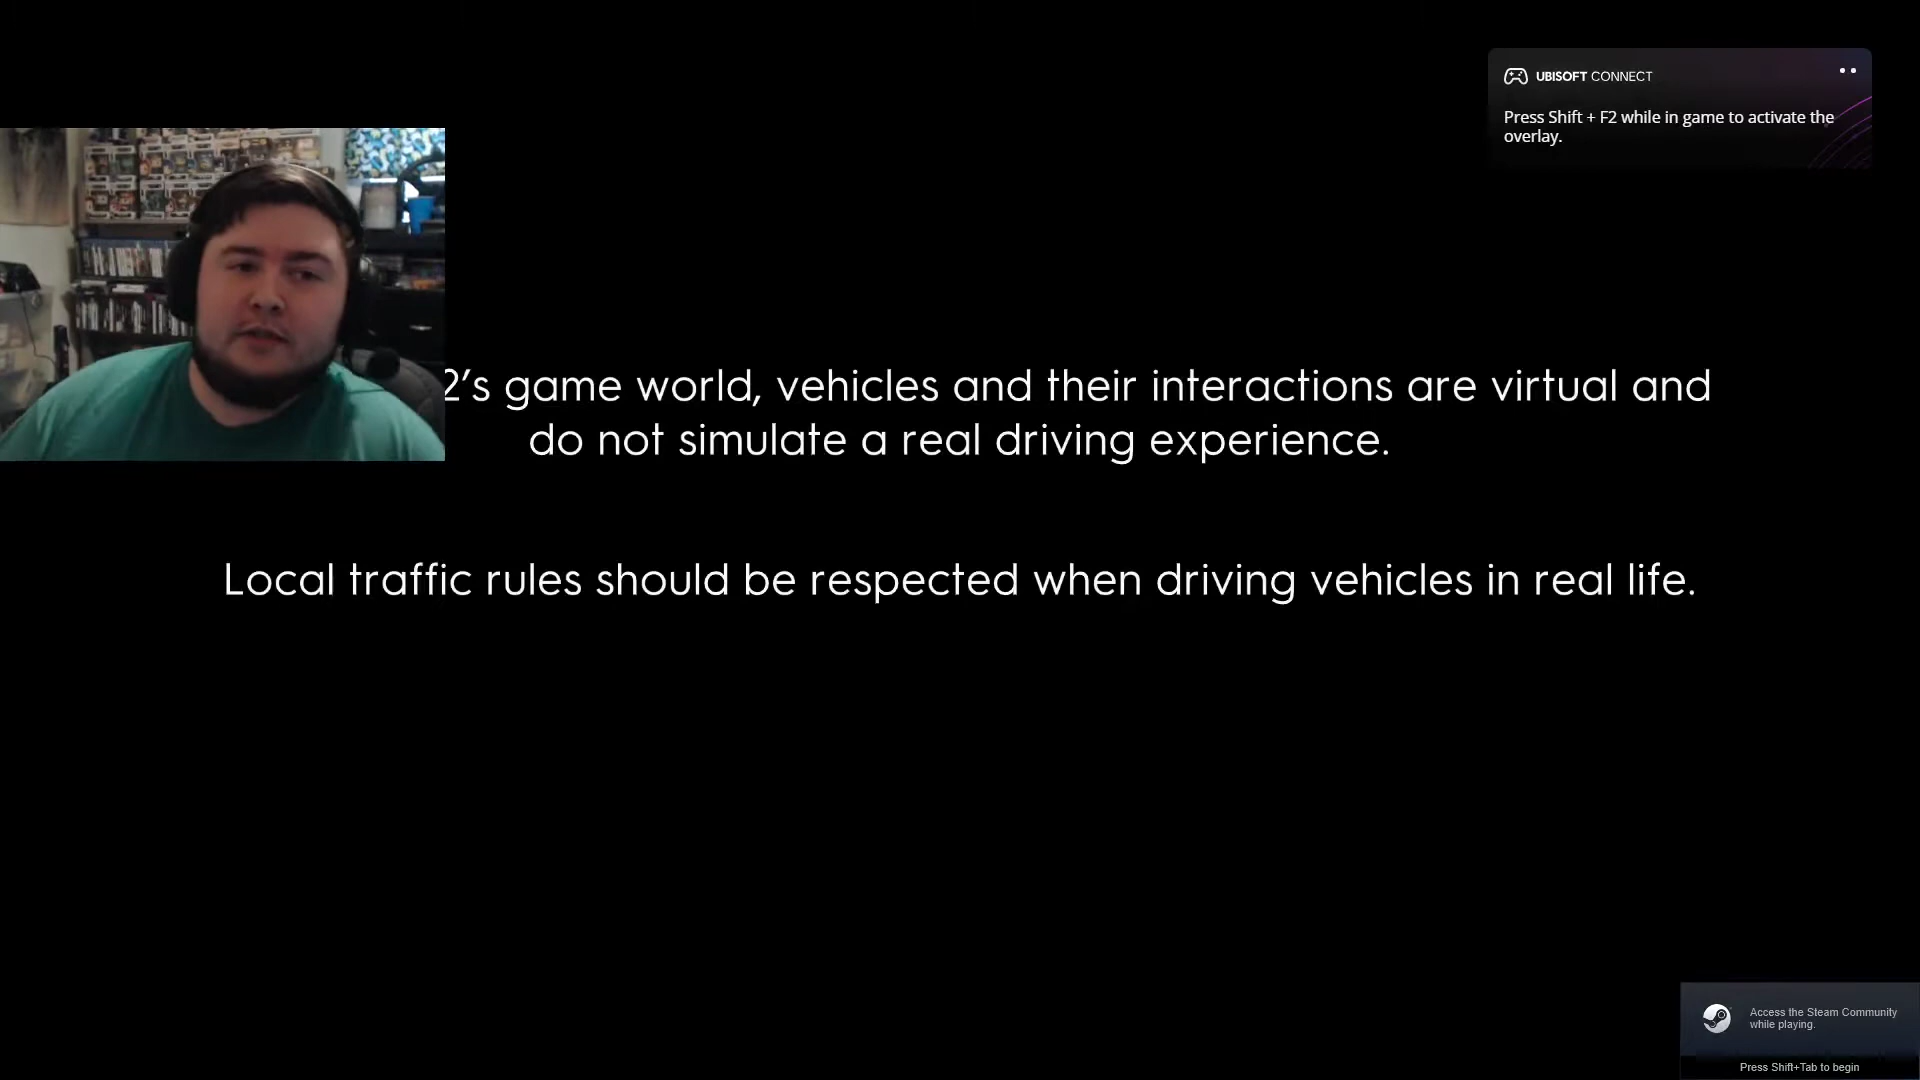 UBISOFT CONNECT
Press Shift + F2 while in game to activate the
overlay.
2's game world, vehicles and their interactions are virtual and
do not simulate a real driving experience.
Local traffic rules should be respected when driving vehicles in real life.
Access the Steam Community
while playing.
Press Shift+Tab to begin